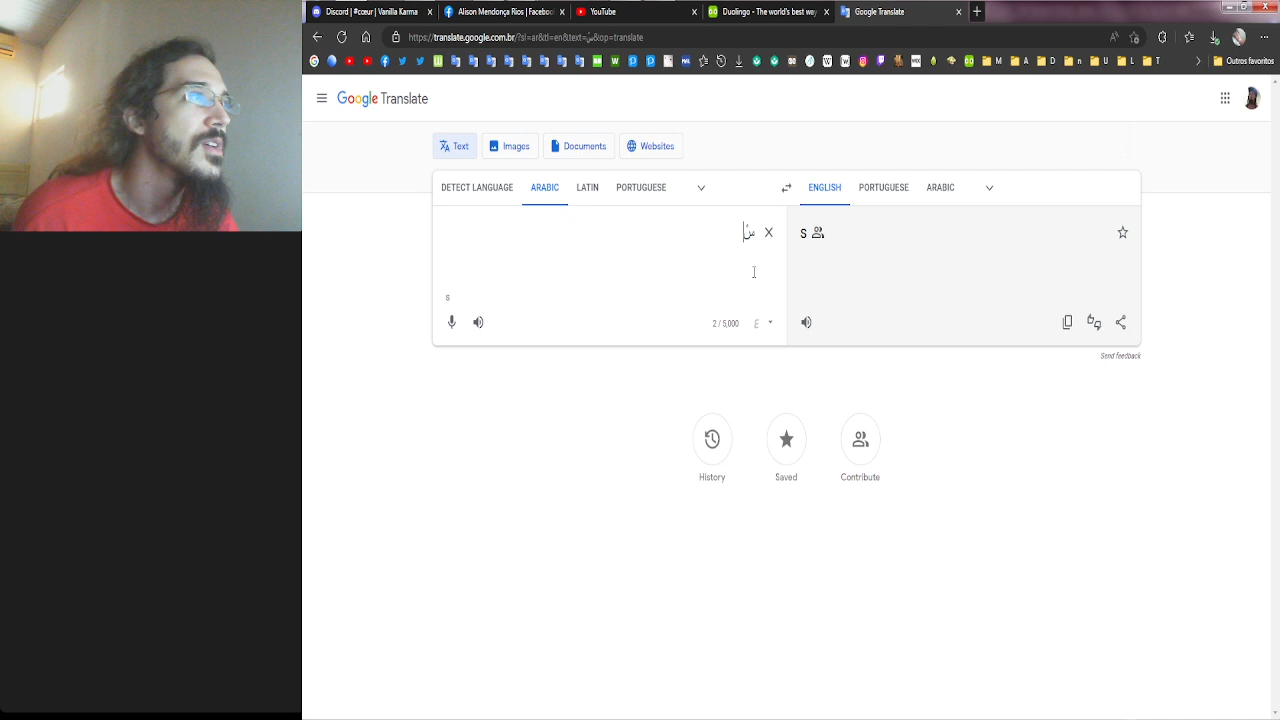 Discord | #cœur | Vanilla Karma
Alison Mendonça Rios | Facebook
YouTube
Duolingo - The world's best way
Google Translate
https://translate.google.com.br/?sl=ar&tl=en&text=سٌ&op=translate
M
A
D
n
U
L
T
Outros favoritos
Google Translate
Text
Images
Documents
Websites
DETECT LANGUAGE
ARABIC
LATIN
PORTUGUESE
ENGLISH
PORTUGUESE
ARABIC
s
s
2 / 5,000
Send feedback
History
Saved
Contribute